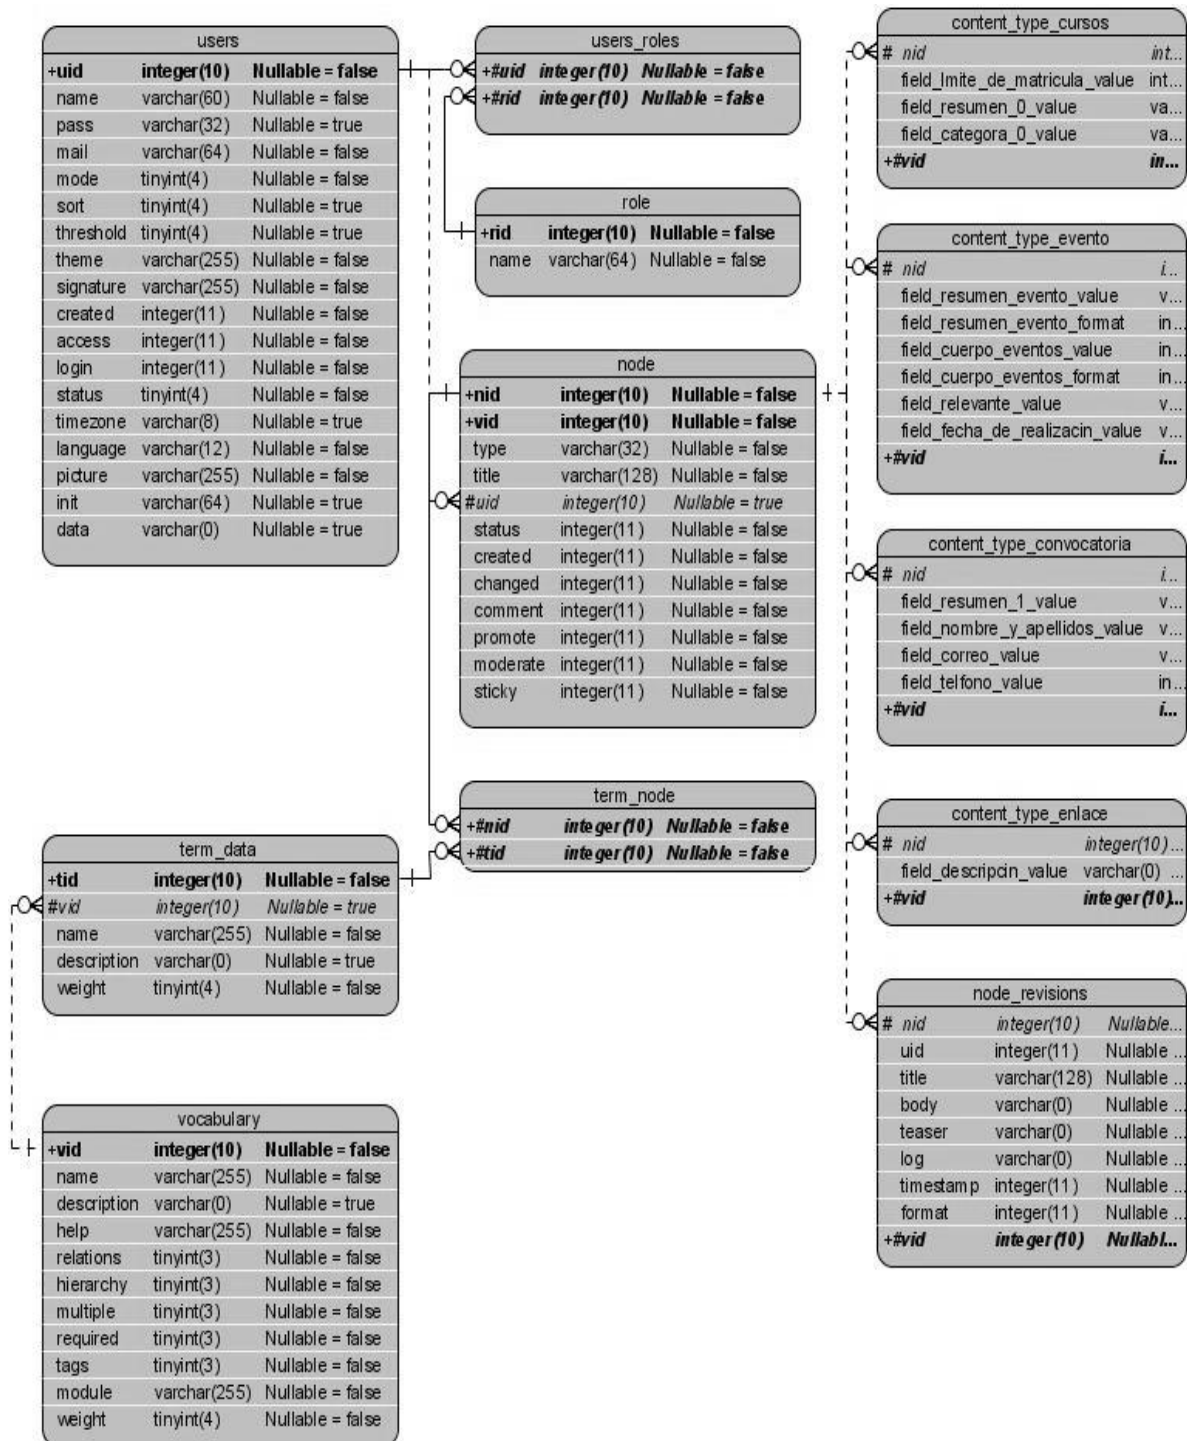 users
+uid integer(10) Nullable = false
name varchar(60) Nullable = false
pass varchar(32) Nullable = true
mail varchar(64) Nullable = false
mode tinyint(4) Nullable = false
sort tinyint(4) Nullable = true
threshold tinyint(4) Nullable = true
theme varchar(255) Nullable = false
signature varchar(255) Nullable = false
created integer(11) Nullable = false
access integer(11) Nullable = false
login integer(11) Nullable = false
status tinyint(4) Nullable = false
timezone varchar(8) Nullable = true
language varchar(12) Nullable = false
picture varchar(255) Nullable = false
init varchar(64) Nullable = true
data varchar(0) Nullable = true
users_roles
+#uid integer(10) Nullable = false
+#rid integer(10) Nullable = false
role
+rid integer(10) Nullable = false
name varchar(64) Nullable = false
node
+nid integer(10) Nullable = false
+vid integer(10) Nullable = false
type varchar(32) Nullable = false
title varchar(128) Nullable = false
#uid integer(10) Nullable = true
status integer(11) Nullable = false
created integer(11) Nullable = false
changed integer(11) Nullable = false
comment integer(11) Nullable = false
promote integer(11) Nullable = false
moderate integer(11) Nullable = false
sticky integer(11) Nullable = false
term_node
+#nid integer(10) Nullable = false
+#tid integer(10) Nullable = false
term_data
+tid integer(10) Nullable = false
#vid integer(10) Nullable = true
name varchar(255) Nullable = false
description varchar(0) Nullable = true
weight tinyint(4) Nullable = false
vocabulary
+vid integer(10) Nullable = false
name varchar(255) Nullable = false
description varchar(0) Nullable = true
help varchar(255) Nullable = false
relations tinyint(3) Nullable = false
hierarchy tinyint(3) Nullable = false
multiple tinyint(3) Nullable = false
required tinyint(3) Nullable = false
tags tinyint(3) Nullable = false
module varchar(255) Nullable = false
weight tinyint(4) Nullable = false
content_type_cursos
# nid int...
field_lmite_de_matricula_value int...
field_resumen_0_value va...
field_categora_0_value va...
+#vid in...
content_type_evento
# nid i...
field_resumen_evento_value v...
field_resumen_evento_format in...
field_cuerpo_eventos_value in...
field_cuerpo_eventos_format in...
field_relevante_value v...
field_fecha_de_realizacin_value v...
+#vid i...
content_type_convocatoria
# nid i...
field_resumen_1_value v...
field_nombre_y_apellidos_value v...
field_correo_value v...
field_telfono_value in...
+#vid i...
content_type_enlace
# nid integer(10) ...
field_descripcin_value varchar(0) ...
+#vid integer(10)...
node_revisions
# nid integer(10) Nullable...
uid integer(11) Nullable ...
title varchar(128) Nullable ...
body varchar(0) Nullable ...
teaser varchar(0) Nullable ...
log varchar(0) Nullable ...
timestamp integer(11) Nullable ...
format integer(11) Nullable ...
+#vid integer(10) Nullabl...